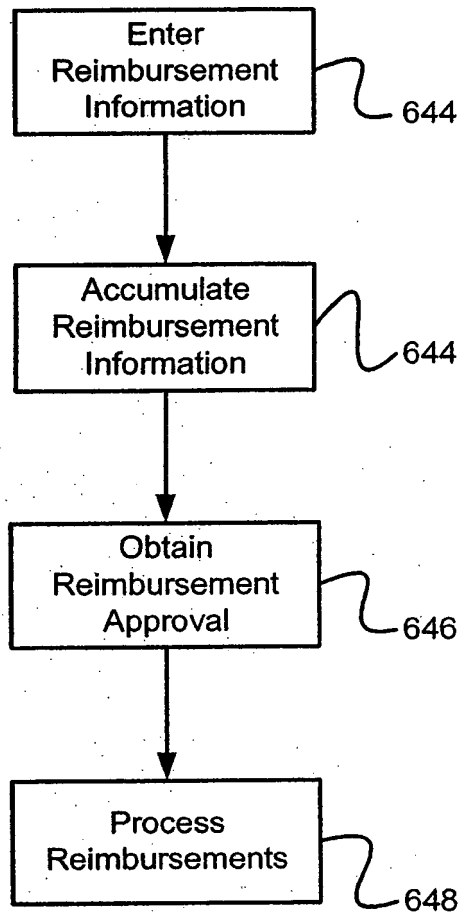 Enter
Reimbursement
Information
644
Accumulate
Reimbursement
Information
644
Obtain
Reimbursement
Approval
646
Process
Reimbursements
648